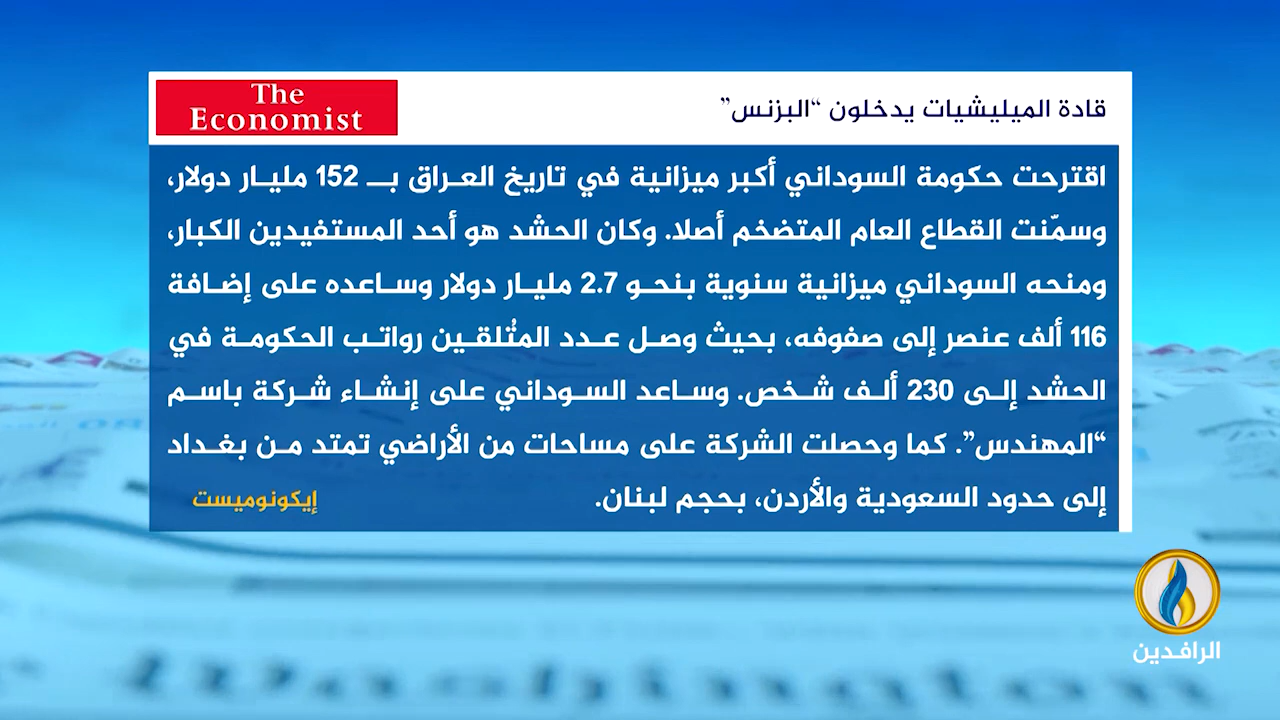 The
Economist
قادة الميليشيات يدخلون “البزنس”
اقترحت حكومة السوداني أكبر ميزانية في تاريخ العراق بـ 152 مليار دولار،
وسمّنت القطاع العام المتضخم أصلا. وكان الحشد هو أحد المستفيدين الكبار،
ومنحه السوداني ميزانية سنوية بنحو 2.7 مليار دولار وساعده على إضافة
116 ألف عنصر إلى صفوفه، بحيث وصل عدد المتُلقين رواتب الحكومة في
الحشد إلى 230 ألف شخص. وساعد السوداني على إنشاء شركة باسم
“المهندس”. كما وحصلت الشركة على مساحات من الأراضي تمتد من بغداد
إلى حدود السعودية والأردن، بحجم لبنان.
إيكونوميست
الرافدين